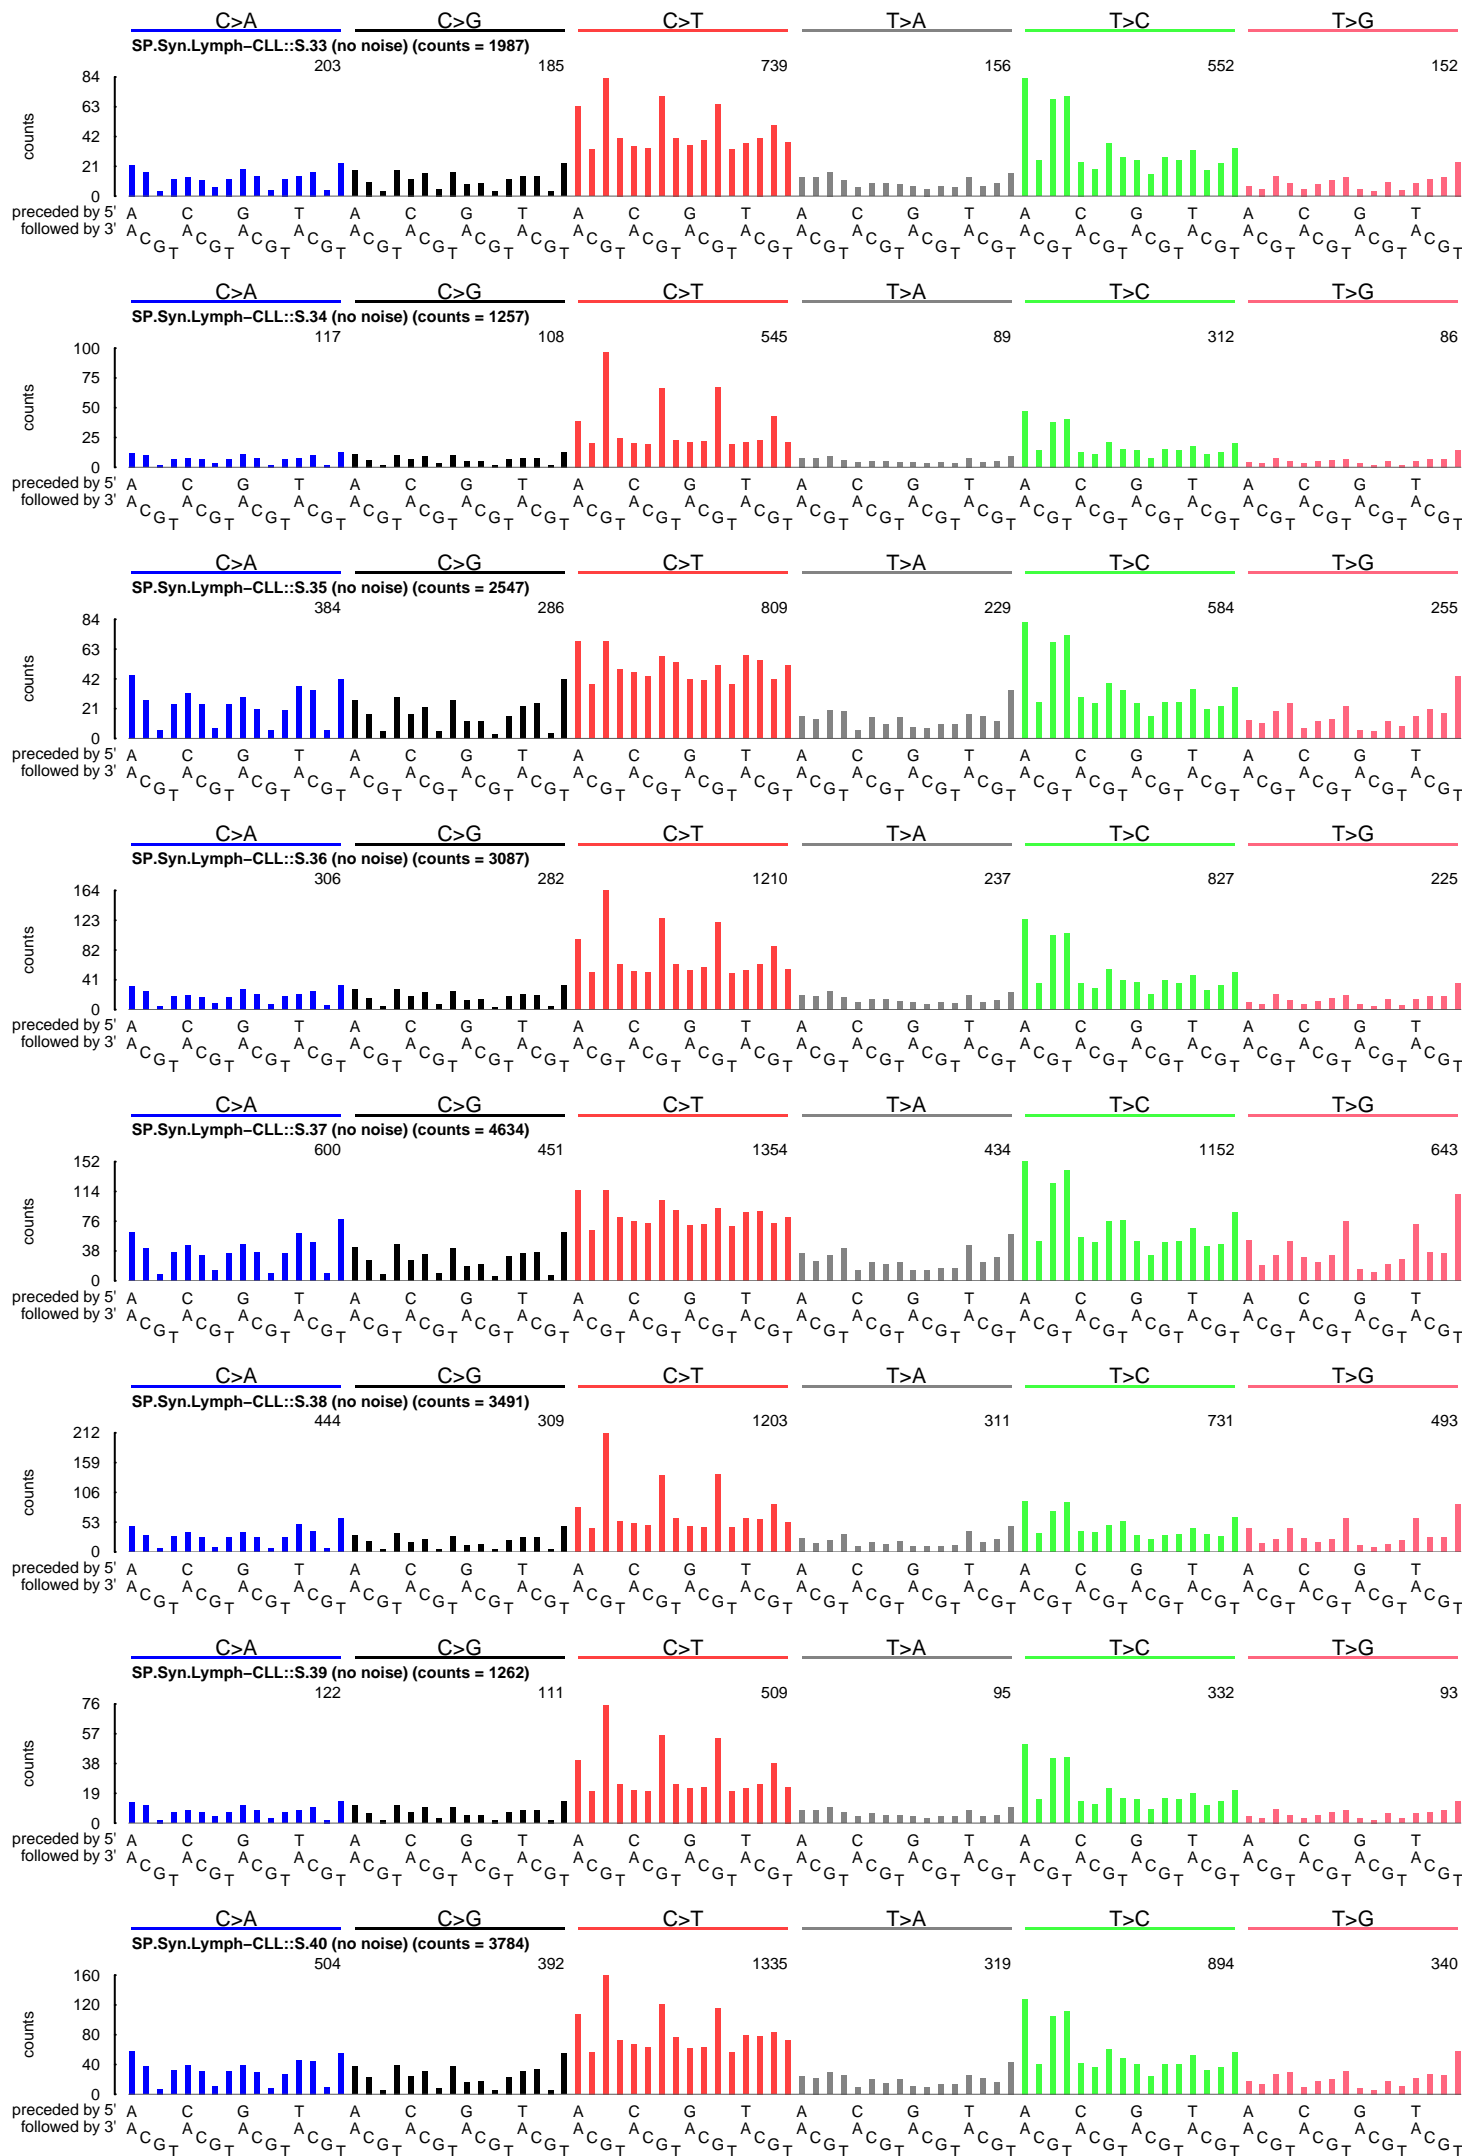 C>A C>G C>T T>A T>C T>G
SP.Syn.Lymph−CLL::S.33 (no noise) (counts = 1987)
203 185 739 156 552 152
84
63
42
21
0
counts
preceded by 5' A C G T A C G T A C G T A C G T A C G T A C G T
followed by 3' A C G T A C G T A C G T A C G T A C G T A C G T A C G T A C G T A C G T A C G T A C G T A C G T A C G T A C G T A C G T A C G T A C G T A C G T A C G T A C G T A C G T A C G T A C G T A C G T
C>A C>G C>T T>A T>C T>G
SP.Syn.Lymph−CLL::S.34 (no noise) (counts = 1257)
117 108 545 89 312 86
100
75
50
25
0
counts
preceded by 5' A C G T A C G T A C G T A C G T A C G T A C G T
followed by 3' A C G T A C G T A C G T A C G T A C G T A C G T A C G T A C G T A C G T A C G T A C G T A C G T A C G T A C G T A C G T A C G T A C G T A C G T A C G T A C G T A C G T A C G T A C G T A C G T
C>A C>G C>T T>A T>C T>G
SP.Syn.Lymph−CLL::S.35 (no noise) (counts = 2547)
384 286 809 229 584 255
84
63
42
21
0
counts
preceded by 5' A C G T A C G T A C G T A C G T A C G T A C G T
followed by 3' A C G T A C G T A C G T A C G T A C G T A C G T A C G T A C G T A C G T A C G T A C G T A C G T A C G T A C G T A C G T A C G T A C G T A C G T A C G T A C G T A C G T A C G T A C G T A C G T
C>A C>G C>T T>A T>C T>G
SP.Syn.Lymph−CLL::S.36 (no noise) (counts = 3087)
306 282 1210 237 827 225
164
123
82
41
0
counts
preceded by 5' A C G T A C G T A C G T A C G T A C G T A C G T
followed by 3' A C G T A C G T A C G T A C G T A C G T A C G T A C G T A C G T A C G T A C G T A C G T A C G T A C G T A C G T A C G T A C G T A C G T A C G T A C G T A C G T A C G T A C G T A C G T A C G T
C>A C>G C>T T>A T>C T>G
SP.Syn.Lymph−CLL::S.37 (no noise) (counts = 4634)
600 451 1354 434 1152 643
152
114
76
38
0
counts
preceded by 5' A C G T A C G T A C G T A C G T A C G T A C G T
followed by 3' A C G T A C G T A C G T A C G T A C G T A C G T A C G T A C G T A C G T A C G T A C G T A C G T A C G T A C G T A C G T A C G T A C G T A C G T A C G T A C G T A C G T A C G T A C G T A C G T
C>A C>G C>T T>A T>C T>G
SP.Syn.Lymph−CLL::S.38 (no noise) (counts = 3491)
444 309 1203 311 731 493
212
159
106
53
0
counts
preceded by 5' A C G T A C G T A C G T A C G T A C G T A C G T
followed by 3' A C G T A C G T A C G T A C G T A C G T A C G T A C G T A C G T A C G T A C G T A C G T A C G T A C G T A C G T A C G T A C G T A C G T A C G T A C G T A C G T A C G T A C G T A C G T A C G T
C>A C>G C>T T>A T>C T>G
SP.Syn.Lymph−CLL::S.39 (no noise) (counts = 1262)
122 111 509 95 332 93
76
57
38
19
0
counts
preceded by 5' A C G T A C G T A C G T A C G T A C G T A C G T
followed by 3' A C G T A C G T A C G T A C G T A C G T A C G T A C G T A C G T A C G T A C G T A C G T A C G T A C G T A C G T A C G T A C G T A C G T A C G T A C G T A C G T A C G T A C G T A C G T A C G T
C>A C>G C>T T>A T>C T>G
SP.Syn.Lymph−CLL::S.40 (no noise) (counts = 3784)
504 392 1335 319 894 340
160
120
80
40
0
counts
preceded by 5' A C G T A C G T A C G T A C G T A C G T A C G T
followed by 3' A C G T A C G T A C G T A C G T A C G T A C G T A C G T A C G T A C G T A C G T A C G T A C G T A C G T A C G T A C G T A C G T A C G T A C G T A C G T A C G T A C G T A C G T A C G T A C G T